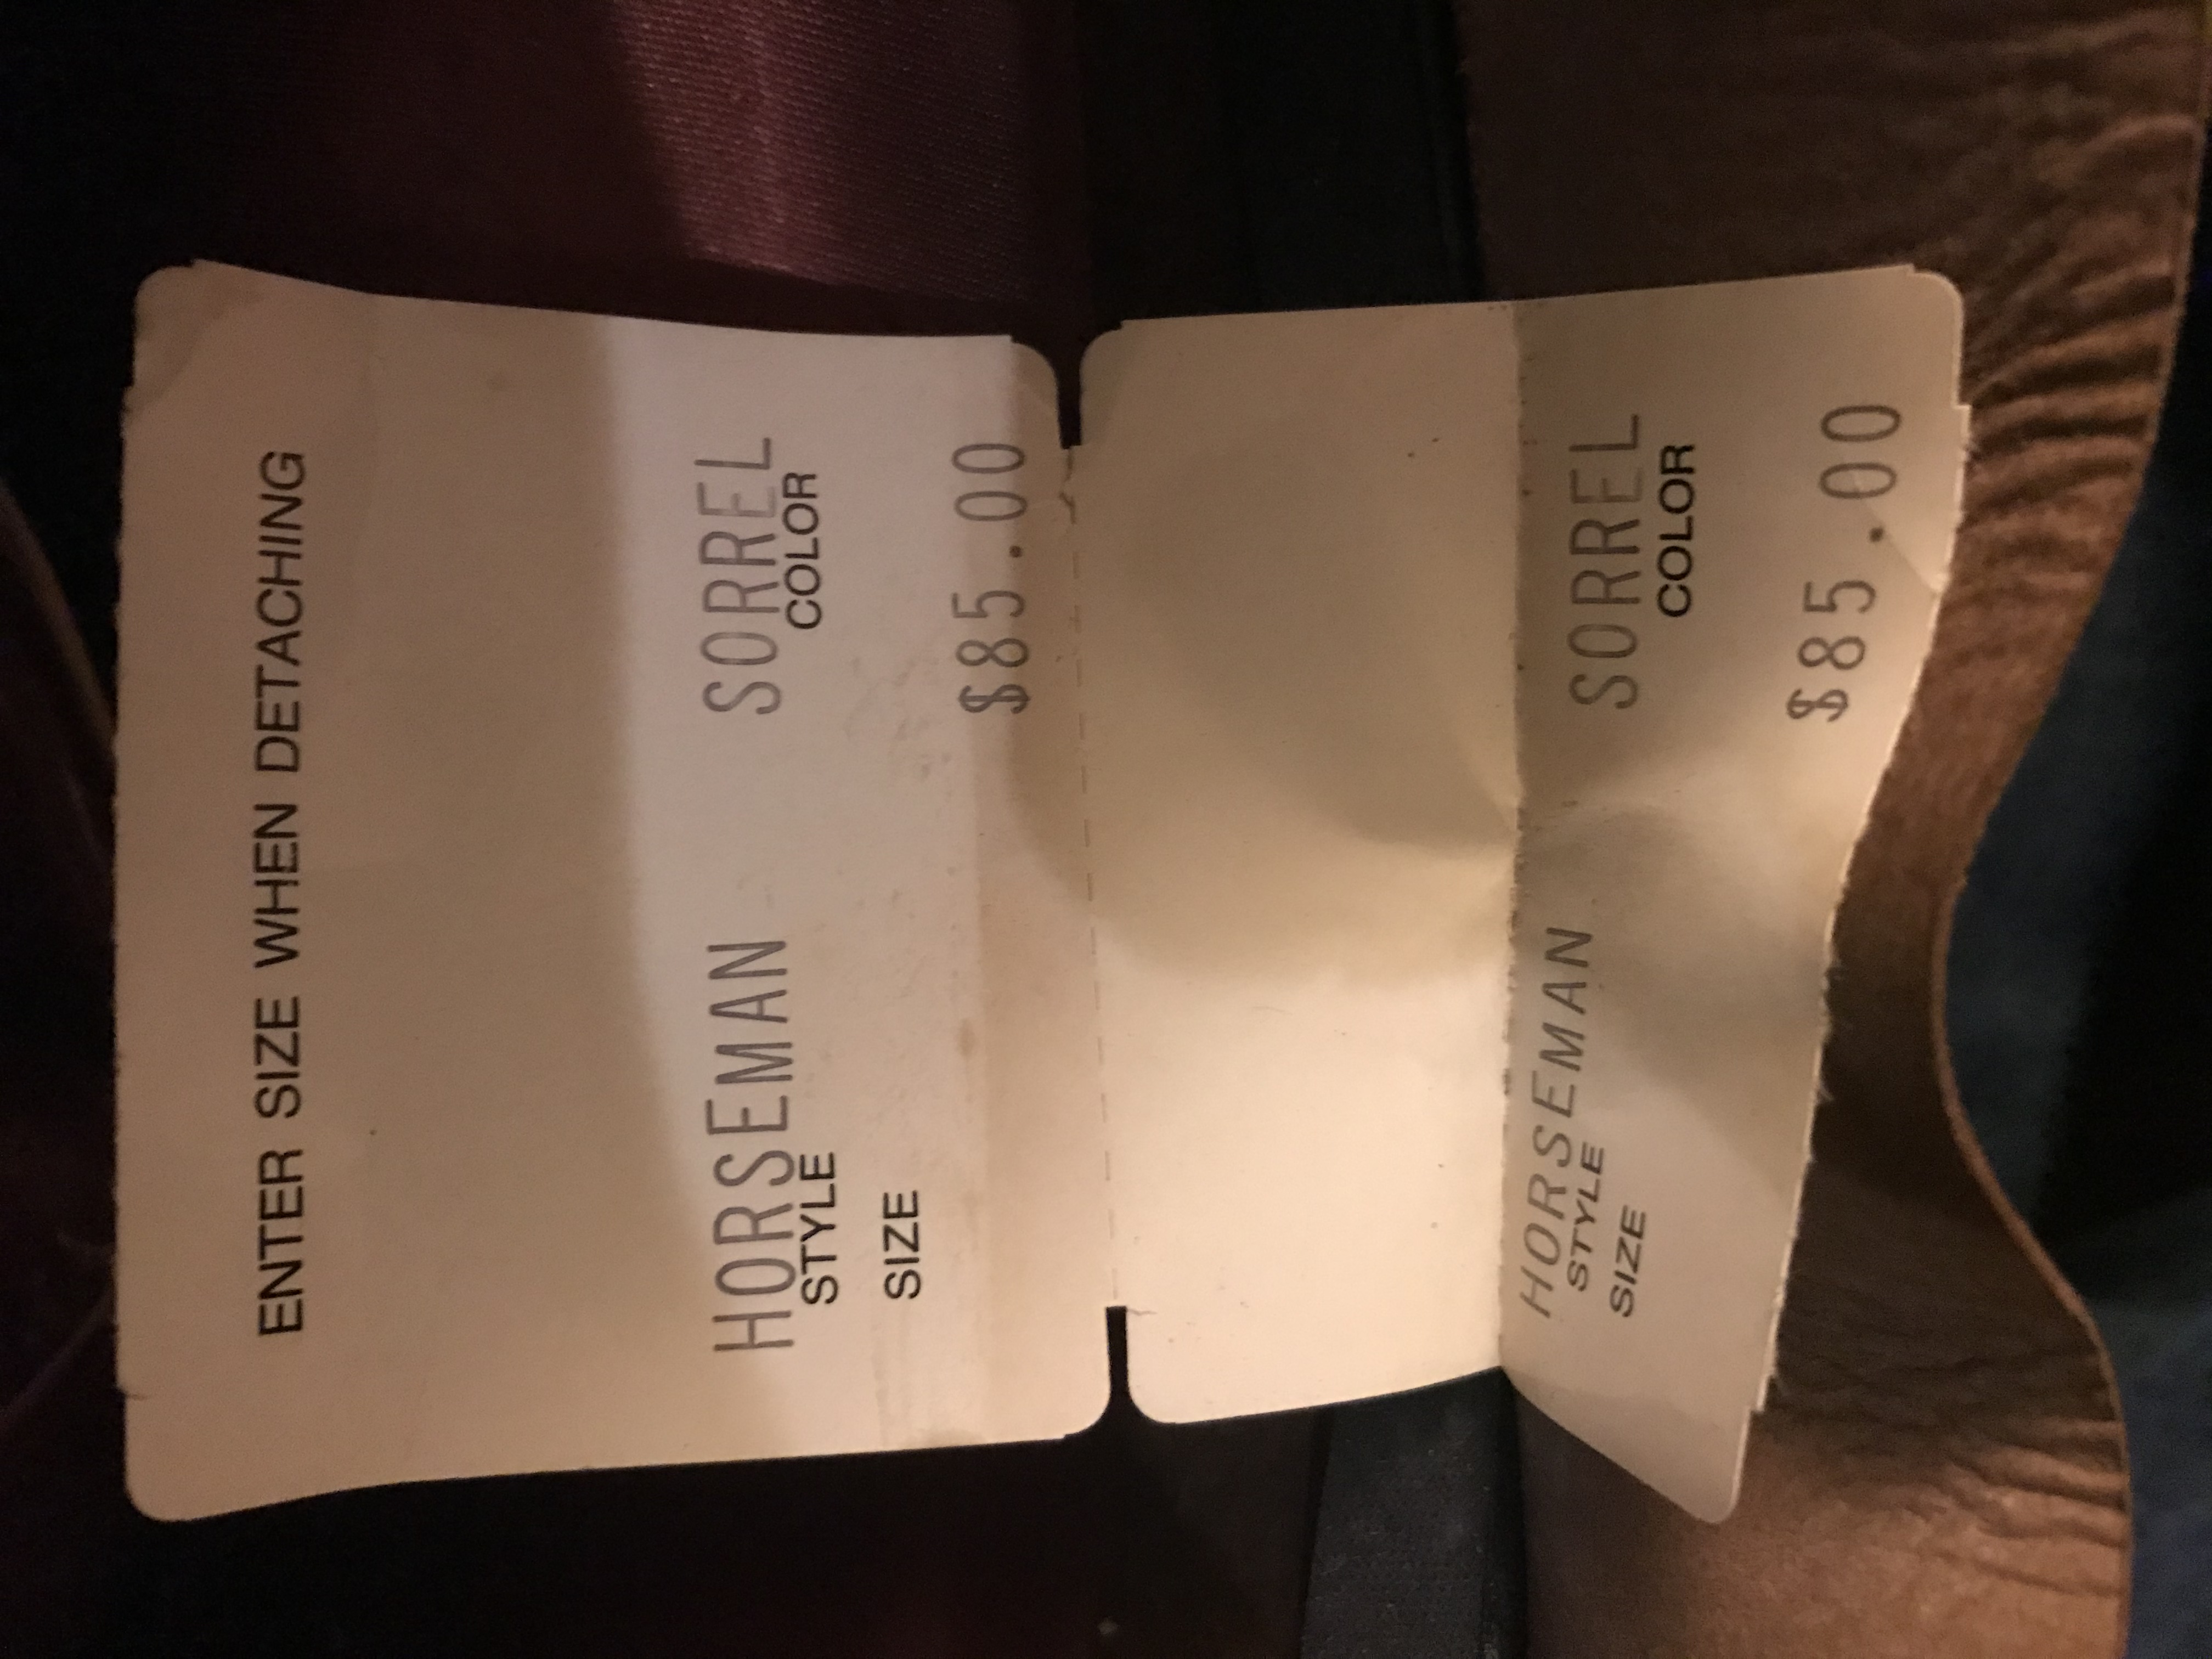 ENTER SIZE WHEN DETACHING
HORSEMAN SORREL
STYLE COLOR
SIZE
$85.00
HORSEMAN SORREL
STYLE COLOR
SIZE
$85.00